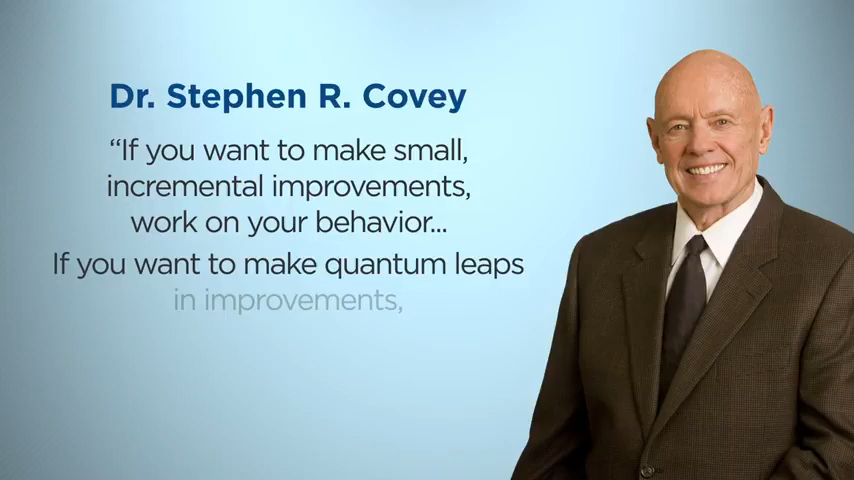 Dr. Stephen R. Covey
“If you want to make small,
incremental improvements,
work on your behavior...
If you want to make quantum leaps
in improvements,